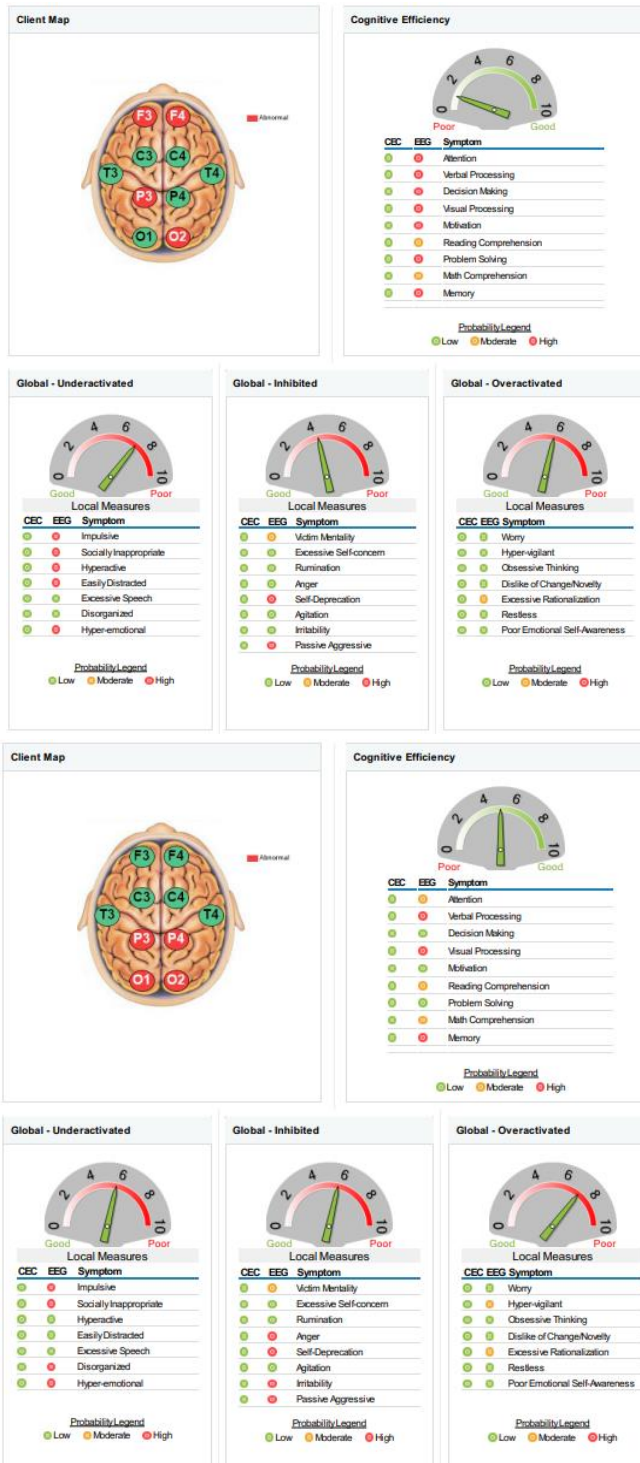 Client Map
F3 F4
Abnormal
C3 C4
T3 T4
P3 P4
O1 O2
Cognitive Efficiency
0 2 4 6 8 10
Poor Good
CEC EEG Symptom
Attention
Verbal Processing
Decision Making
Visual Processing
Motivation
Reading Comprehension
Problem Solving
Math Comprehension
Memory
Probability Legend
Low Moderate High
Global - Underactivated
0 2 4 6 8 10
Good Poor
Local Measures
CEC EEG Symptom
Impulsive
Socially Inappropriate
Hyperactive
Easily Distracted
Excessive Speech
Disorganized
Hyper-emotional
Probability Legend
Low Moderate High
Global - Inhibited
0 2 4 6 8 10
Good Poor
Local Measures
CEC EEG Symptom
Victim Mentality
Excessive Self-concern
Rumination
Anger
Self-Deprecation
Agitation
Irritability
Passive Aggressive
Probability Legend
Low Moderate High
Global - Overactivated
0 2 4 6 8 10
Good Poor
Local Measures
CEC EEG Symptom
Worry
Hyper-vigilant
Obsessive Thinking
Dislike of Change/Novelty
Excessive Rationalization
Restless
Poor Emotional Self-Awareness
Probability Legend
Low Moderate High
Client Map
F3 F4
Abnormal
C3 C4
T3 T4
P3 P4
O1 O2
Cognitive Efficiency
0 2 4 6 8 10
Poor Good
CEC EEG Symptom
Attention
Verbal Processing
Decision Making
Visual Processing
Motivation
Reading Comprehension
Problem Solving
Math Comprehension
Memory
Probability Legend
Low Moderate High
Global - Underactivated
0 2 4 6 8 10
Good Poor
Local Measures
CEC EEG Symptom
Impulsive
Socially Inappropriate
Hyperactive
Easily Distracted
Excessive Speech
Disorganized
Hyper-emotional
Probability Legend
Low Moderate High
Global - Inhibited
0 2 4 6 8 10
Good Poor
Local Measures
CEC EEG Symptom
Victim Mentality
Excessive Self-concern
Rumination
Anger
Self-Deprecation
Agitation
Irritability
Passive Aggressive
Probability Legend
Low Moderate High
Global - Overactivated
0 2 4 6 8 10
Good Poor
Local Measures
CEC EEG Symptom
Worry
Hyper-vigilant
Obsessive Thinking
Dislike of Change/Novelty
Excessive Rationalization
Restless
Poor Emotional Self-Awareness
Probability Legend
Low Moderate High